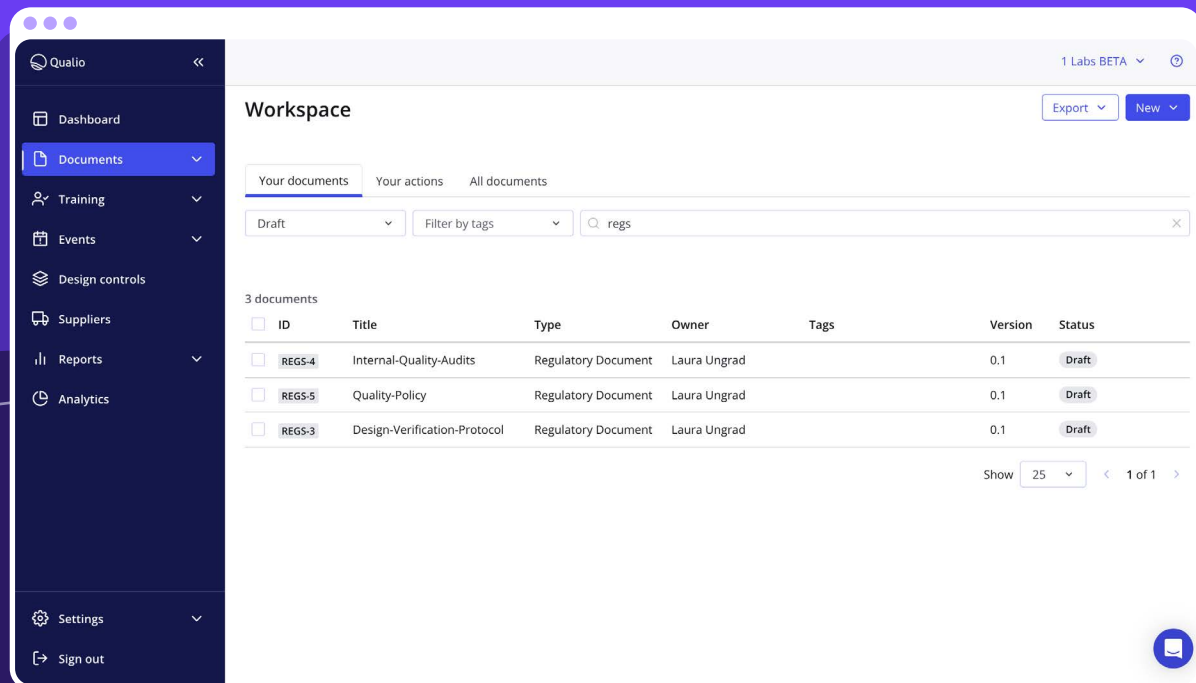 Qualio
1 Labs BETA
Dashboard
Documents
Training
Events
Design controls
Suppliers
Reports
Analytics
Settings
Sign out
Workspace
Export
New
Your documents Your actions All documents
Draft Filter by tags regs
3 documents
ID Title Type Owner Tags Version Status
REGS-4 Internal-Quality-Audits Regulatory Document Laura Ungrad 0.1 Draft
REGS-5 Quality-Policy Regulatory Document Laura Ungrad 0.1 Draft
REGS-3 Design-Verification-Protocol Regulatory Document Laura Ungrad 0.1 Draft
Show 25 1 of 1